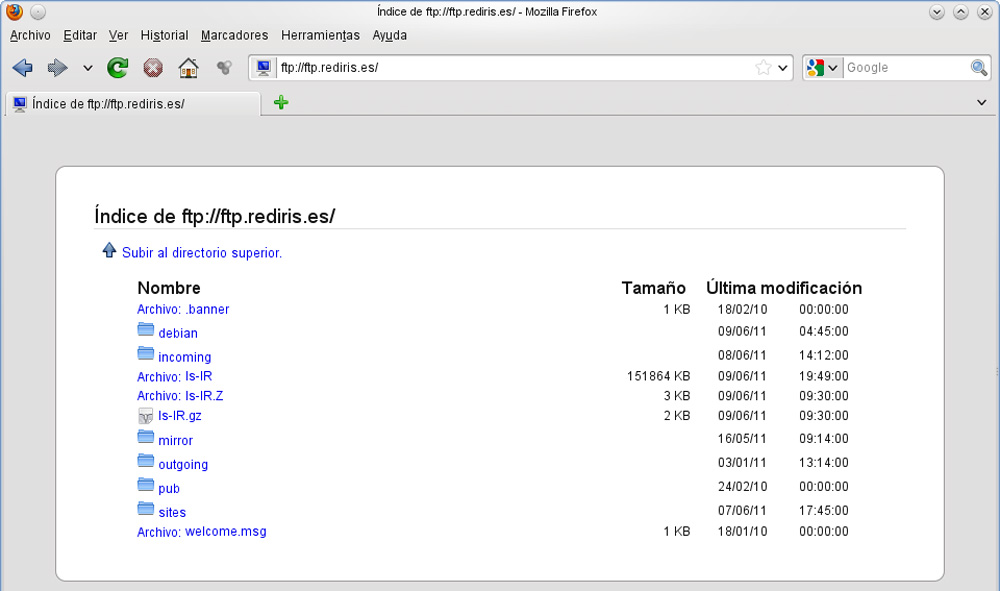 Índice de ftp://ftp.rediris.es/ - Mozilla Firefox
Archivo Editar Ver Historial Marcadores Herramientas Ayuda
ftp://ftp.rediris.es/ Google
Índice de ftp://ftp.rediris.es/
Índice de ftp://ftp.rediris.es/
Subir al directorio superior.
Nombre Tamaño Última modificación
Archivo: .banner 1 KB 18/02/10 00:00:00
debian 09/06/11 04:45:00
incoming 08/06/11 14:12:00
Archivo: ls-lR 151864 KB 09/06/11 19:49:00
Archivo: ls-lR.Z 3 KB 09/06/11 09:30:00
ls-lR.gz 2 KB 09/06/11 09:30:00
mirror 16/05/11 09:14:00
outgoing 03/01/11 13:14:00
pub 24/02/10 00:00:00
sites 07/06/11 17:45:00
Archivo: welcome.msg 1 KB 18/01/10 00:00:00